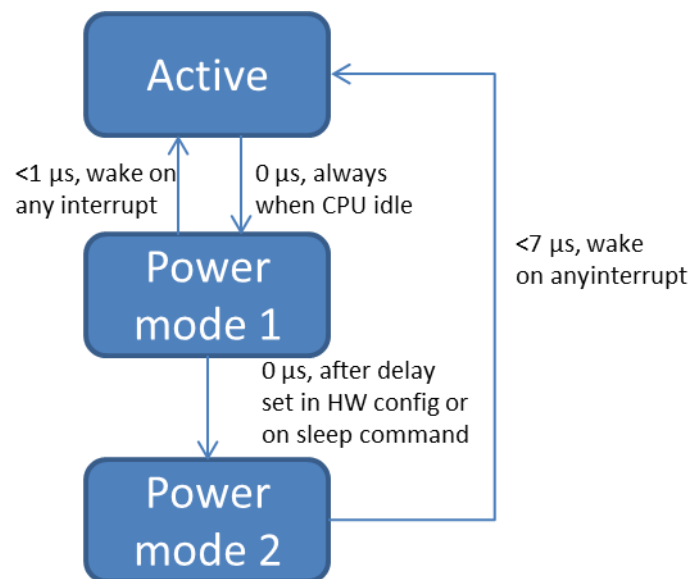 Active
<1 µs, wake on
any interrupt
0 µs, always
when CPU idle
Power
mode 1
<7 µs, wake
on anyinterrupt
0 µs, after delay
set in HW config or
on sleep command
Power
mode 2